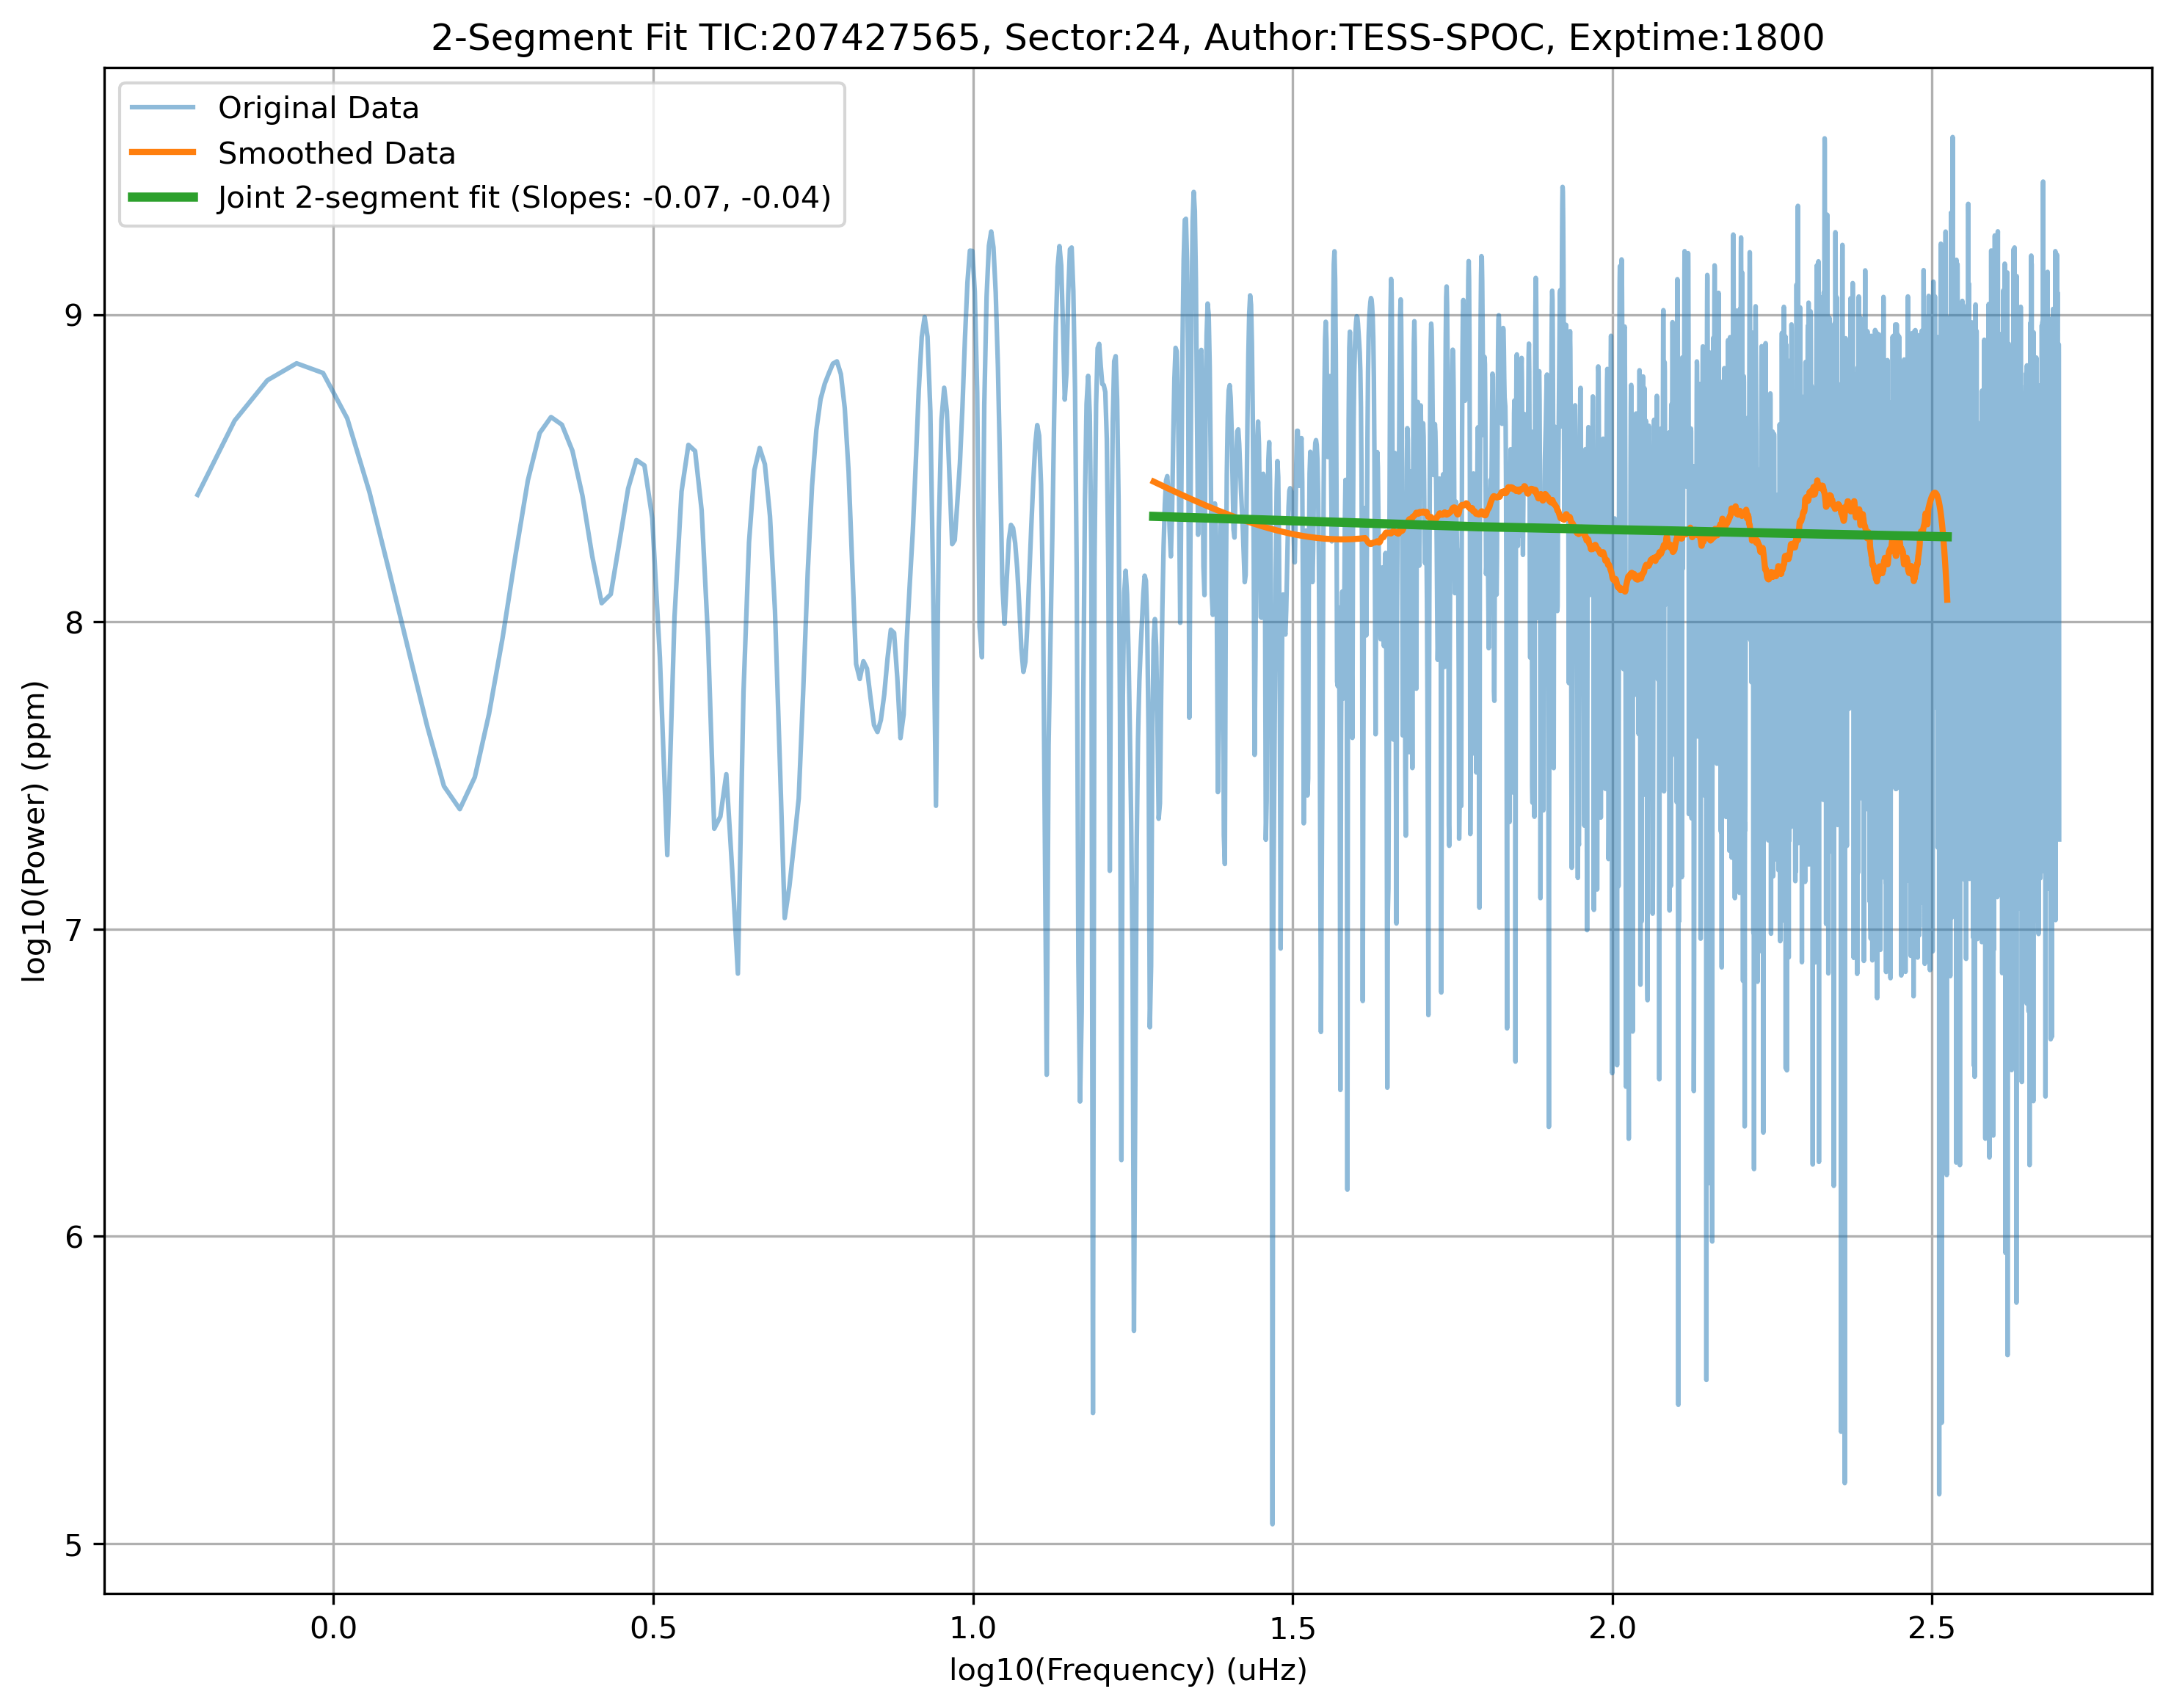 2-Segment Fit TIC:207427565, Sector:24, Author:TESS-SPOC, Exptime:1800
Original Data
Smoothed Data
Joint 2-segment fit (Slopes: -0.07, -0.04)
log10(Power) (ppm)
9
8
7
6
5
0.0 0.5 1.0 1.5 2.0 2.5
log10(Frequency) (uHz)